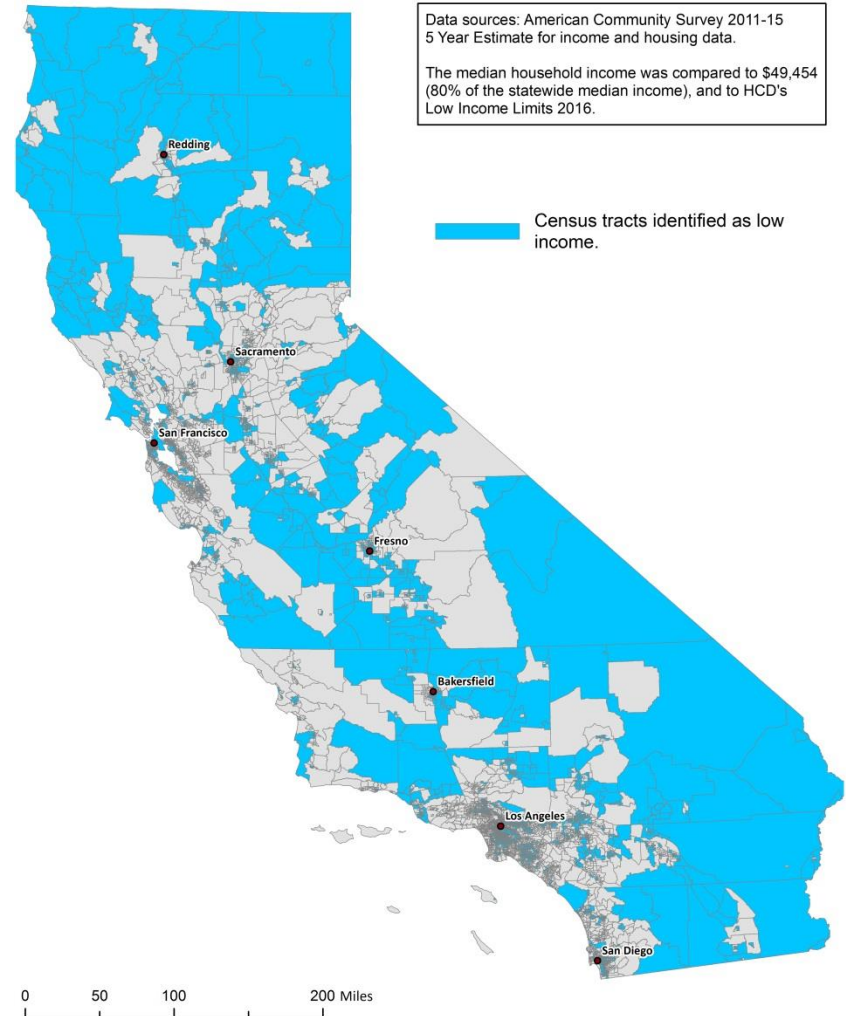 Data sources: American Community Survey 2011-15
5 Year Estimate for income and housing data.
The median household income was compared to $49,454
(80% of the statewide median income), and to HCD's
Low Income Limits 2016.
Redding
Census tracts identified as low
income.
Sacramento
San Francisco
Fresno
Bakersfield
Los Angeles
San Diego
0 50 100 200 Miles